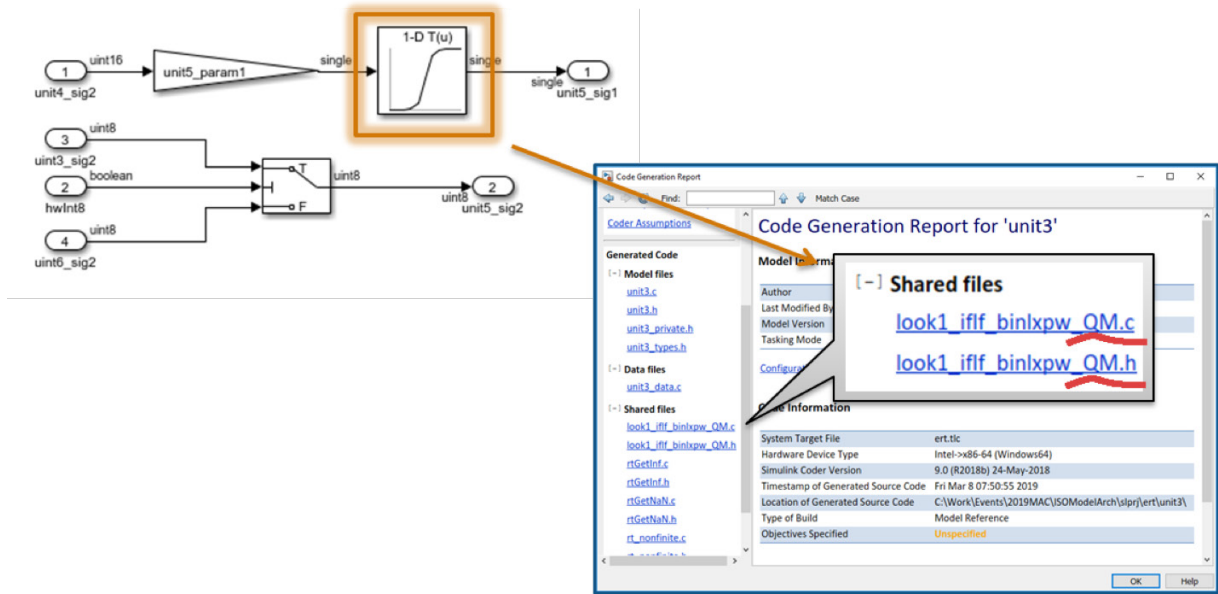 1-D T(u)
uint16
single
single
1
unit5_param1
1
unit4_sig2
single
unit5_sig1
uint8
3
uint3_sig2
boolean
T
uint8
2
2
hwInt8
uint8
unit5_sig2
F
uint8
4
uint6_sig2
Code Generation Report
Find:
Match Case
Coder Assumptions
Code Generation Report for 'unit3'
Generated Code
[-] Model files
unit3.c
unit3.h
unit3_private.h
unit3_types.h
[-] Data files
unit3_data.c
[-] Shared files
look1_iflf_binlxpw_QM.c
look1_iflf_binlxpw_QM.h
rtGetInf.c
rtGetInf.h
rtGetNaN.c
rtGetNaN.h
rt_nonfinite.c
Model
Author
Last Modified By
Model Version
Tasking Mode
[-] Shared files
look1_iflf_binlxpw_QM.c
look1_iflf_binlxpw_QM.h
Information
System Target File ert.tlc
Hardware Device Type Intel->x86-64 (Windows64)
Simulink Coder Version 9.0 (R2018b) 24-May-2018
Timestamp of Generated Source Code Fri Mar 8 07:50:55 2019
Location of Generated Source Code C:\Work\Events\2019MAC\ISOModelArch\slprj\ert\unit3\
Type of Build Model Reference
Objectives Specified Unspecified
OK
Help